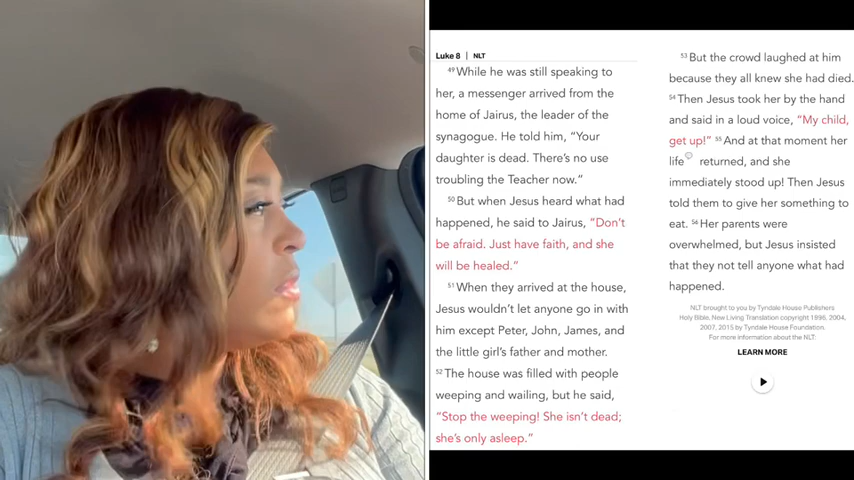 Luke 8 | NLT
49 While he was still speaking to
her, a messenger arrived from the
home of Jairus, the leader of the
synagogue. He told him, “Your
daughter is dead. There’s no use
troubling the Teacher now.”
50 But when Jesus heard what had
happened, he said to Jairus, “Don’t
be afraid. Just have faith, and she
will be healed.”
51 When they arrived at the house,
Jesus wouldn’t let anyone go in with
him except Peter, John, James, and
the little girl’s father and mother.
52 The house was filled with people
weeping and wailing, but he said,
“Stop the weeping! She isn’t dead;
she’s only asleep.”
53 But the crowd laughed at him
because they all knew she had died.
54 Then Jesus took her by the hand
and said in a loud voice, “My child,
get up!” 55 And at that moment her
life returned, and she
immediately stood up! Then Jesus
told them to give her something to
eat. 56 Her parents were
overwhelmed, but Jesus insisted
that they not tell anyone what had
happened.
NLT brought to you by Tyndale House Publishers
Holy Bible, New Living Translation copyright 1996, 2004,
2007, 2015 by Tyndale House Foundation.
For more information about the NLT:
LEARN MORE